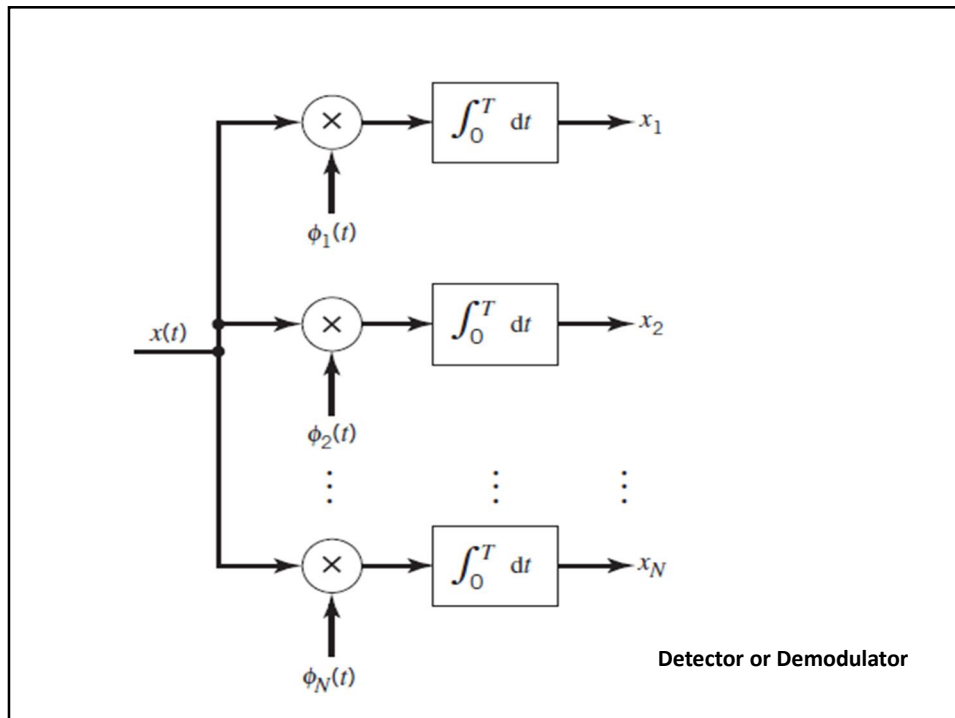 × ∫₀ᵀ dt x₁
ϕ₁(t)
x(t)
× ∫₀ᵀ dt x₂
ϕ₂(t)
⋮ ⋮ ⋮
× ∫₀ᵀ dt x_N
ϕ_N(t)
Detector or Demodulator